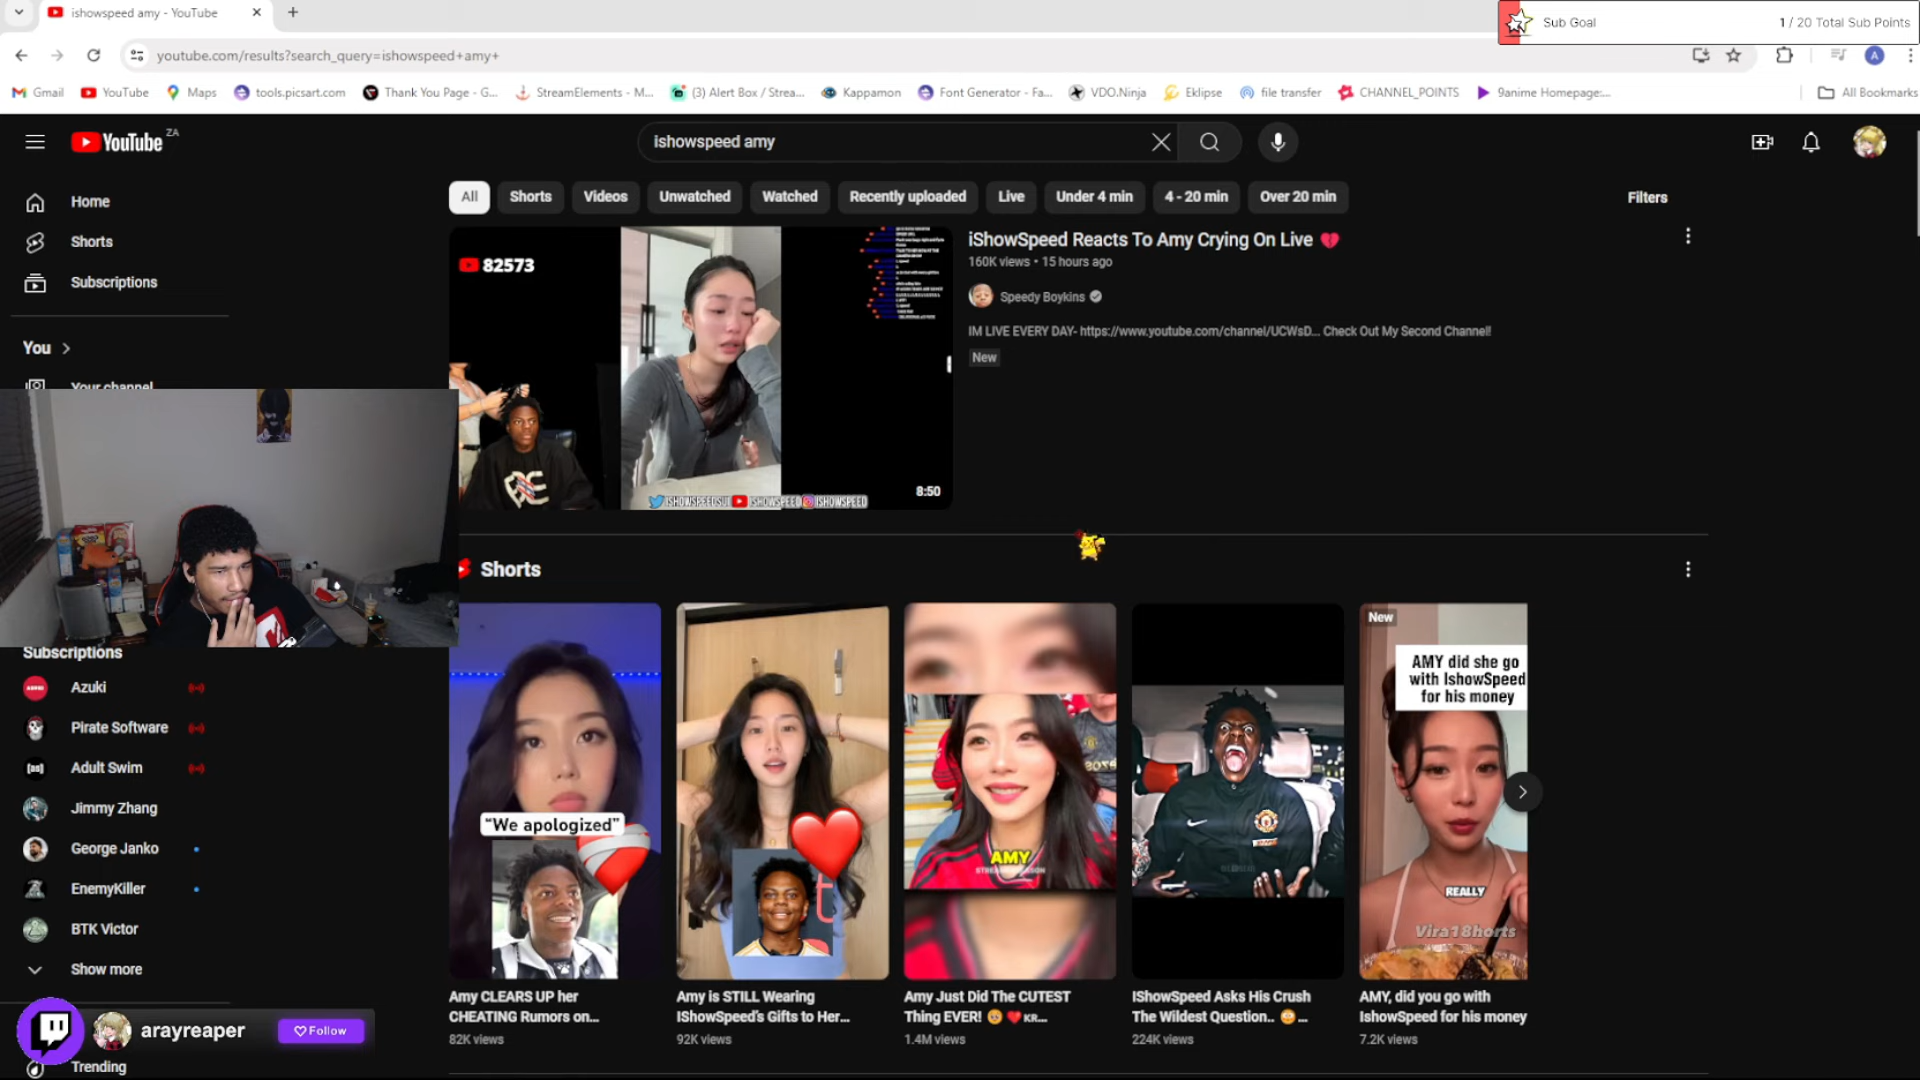 ishowspeed amy - YouTube
Sub Goal
1 / 20 Total Sub Points
youtube.com/results?search_query=ishowspeed+amy+
A
Gmail
YouTube
Maps
tools.picsart.com
Thank You Page - G...
StreamElements - M...
(3) Alert Box / Strea...
Kappamon
Font Generator - Fa...
VDO.Ninja
Eklipse
file transfer
CHANNEL_POINTS
9anime Homepage:...
All Bookmarks
YouTube ZA
ishowspeed amy
Home
Shorts
Subscriptions
You
Your channel
All
Shorts
Videos
Unwatched
Watched
Recently uploaded
Live
Under 4 min
4 - 20 min
Over 20 min
Filters
82573
ISHOWSPEEDSUI ISHOWSPEED ISHOWSPEED
8:50
iShowSpeed Reacts To Amy Crying On Live
160K views • 15 hours ago
Speedy Boykins
IM LIVE EVERY DAY- https://www.youtube.com/channel/UCWsD... Check Out My Second Channel!
New
Shorts
Subscriptions
Azuki
Pirate Software
Adult Swim
Jimmy Zhang
George Janko
EnemyKiller
BTK Victor
Show more
arayreaper
Follow
Trending
"We apologized"
Amy CLEARS UP her
CHEATING Rumors on...
82K views
Amy is STILL Wearing
IShowSpeed's Gifts to Her...
92K views
AMY
Amy Just Did The CUTEST
Thing EVER! KR...
1.4M views
IShowSpeed Asks His Crush
The Wildest Question.. ...
224K views
New
AMY did she go
with IshowSpeed
for his money
REALLY
Vira18horts
AMY, did you go with
IshowSpeed for his money
7.2K views